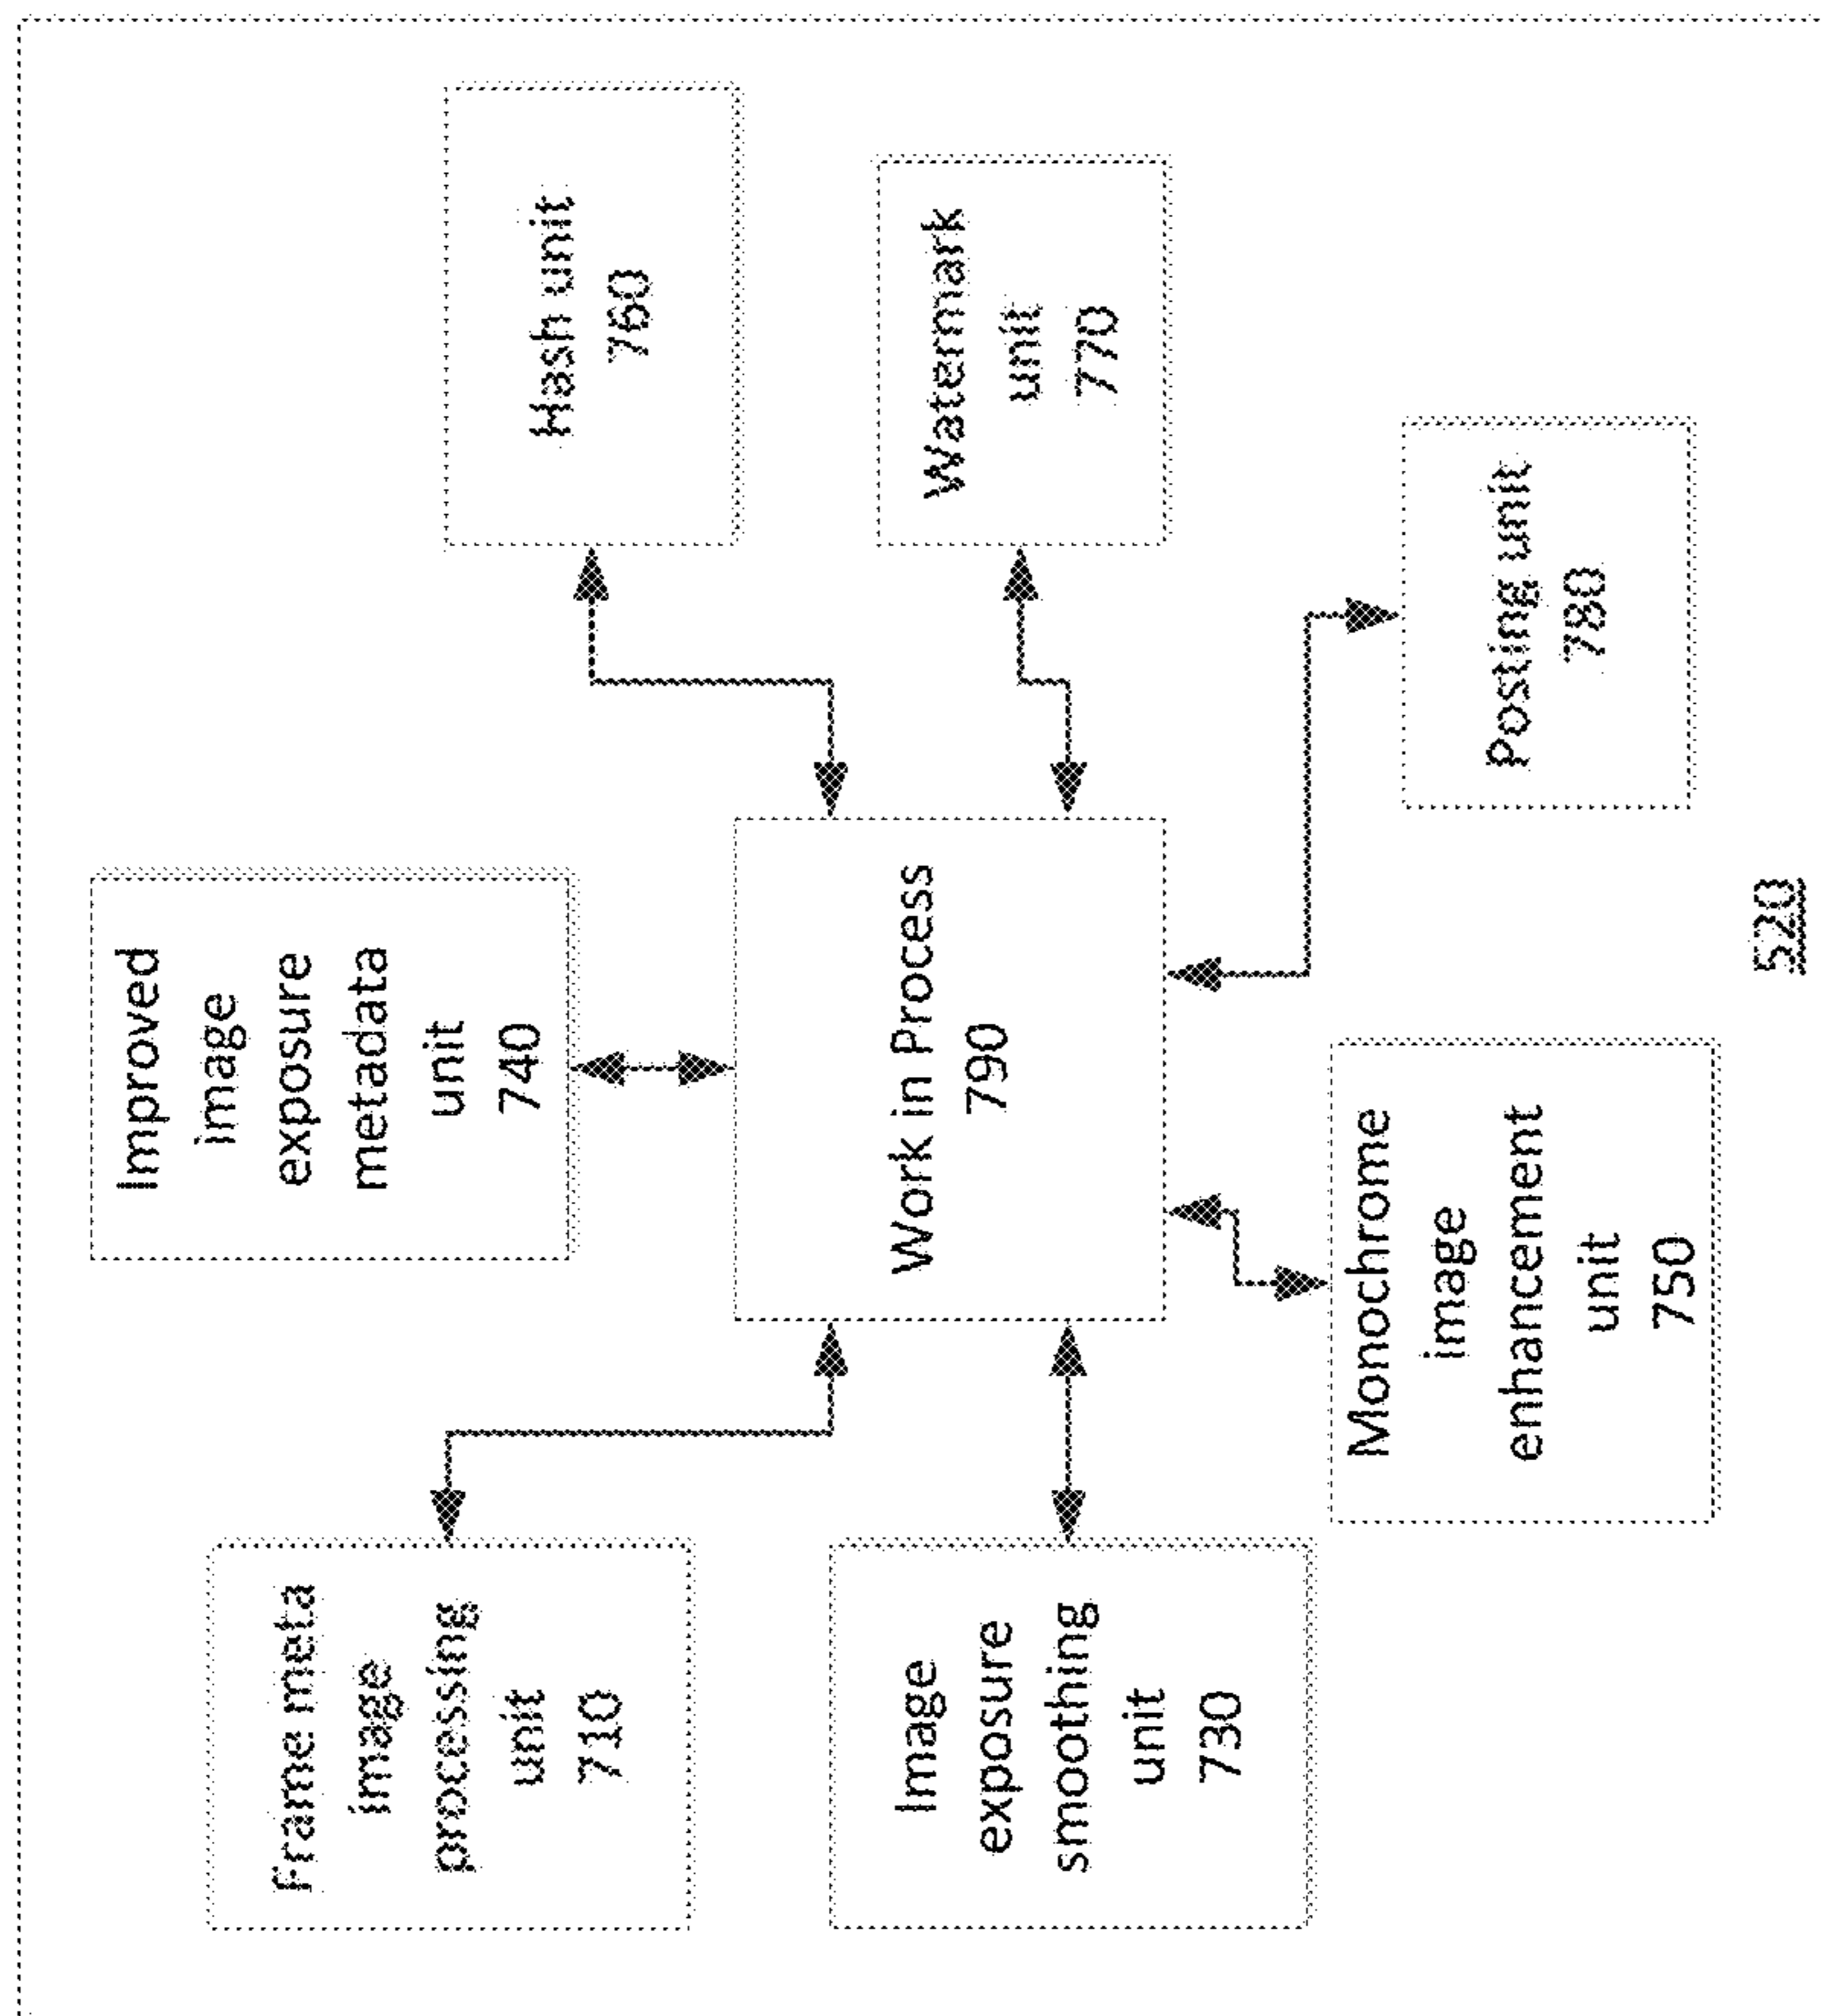 Frame meta
image
processing
unit
710
Image
exposure
smoothing
unit
730
Improved
image
exposure
metadata
unit
740
Work in Process
790
Monochrome
image
enhancement
unit
750
Hash unit
760
Watermark
unit
770
Posting unit
780
520